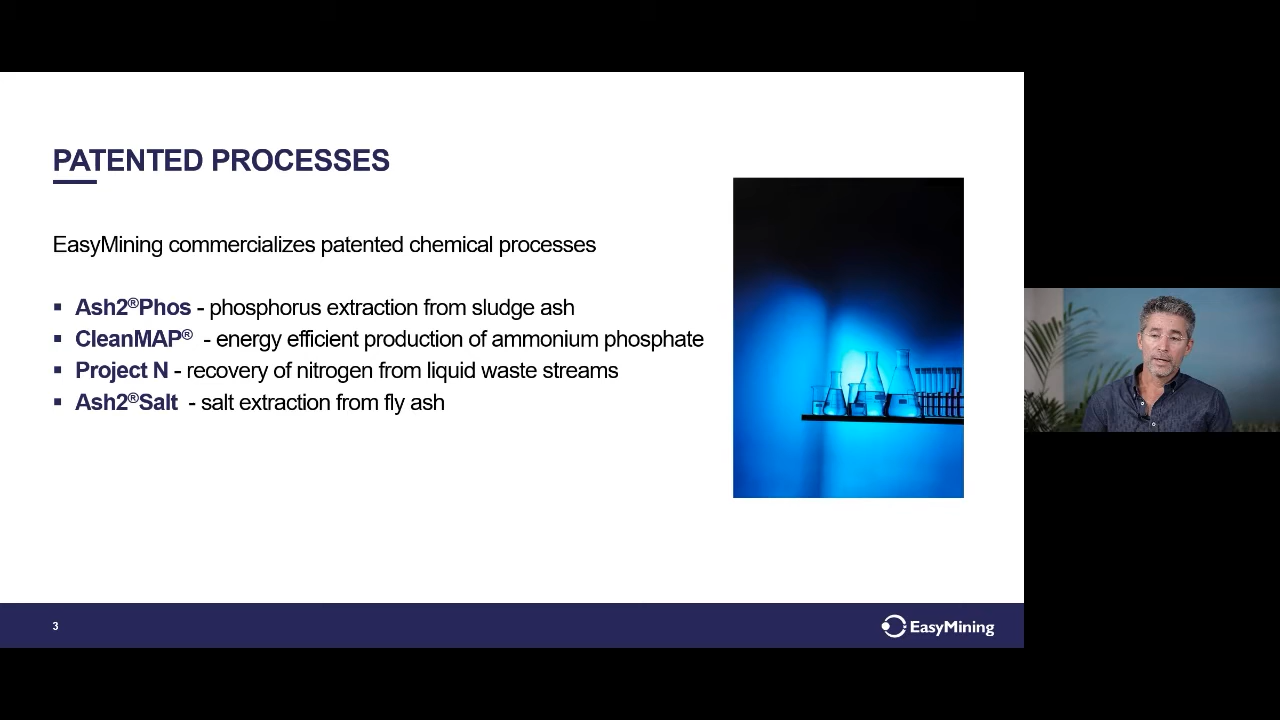 PATENTED PROCESSES
EasyMining commercializes patented chemical processes
▪ Ash2®Phos - phosphorus extraction from sludge ash
▪ CleanMAP® - energy efficient production of ammonium phosphate
▪ Project N - recovery of nitrogen from liquid waste streams
▪ Ash2®Salt - salt extraction from fly ash
3
EasyMining